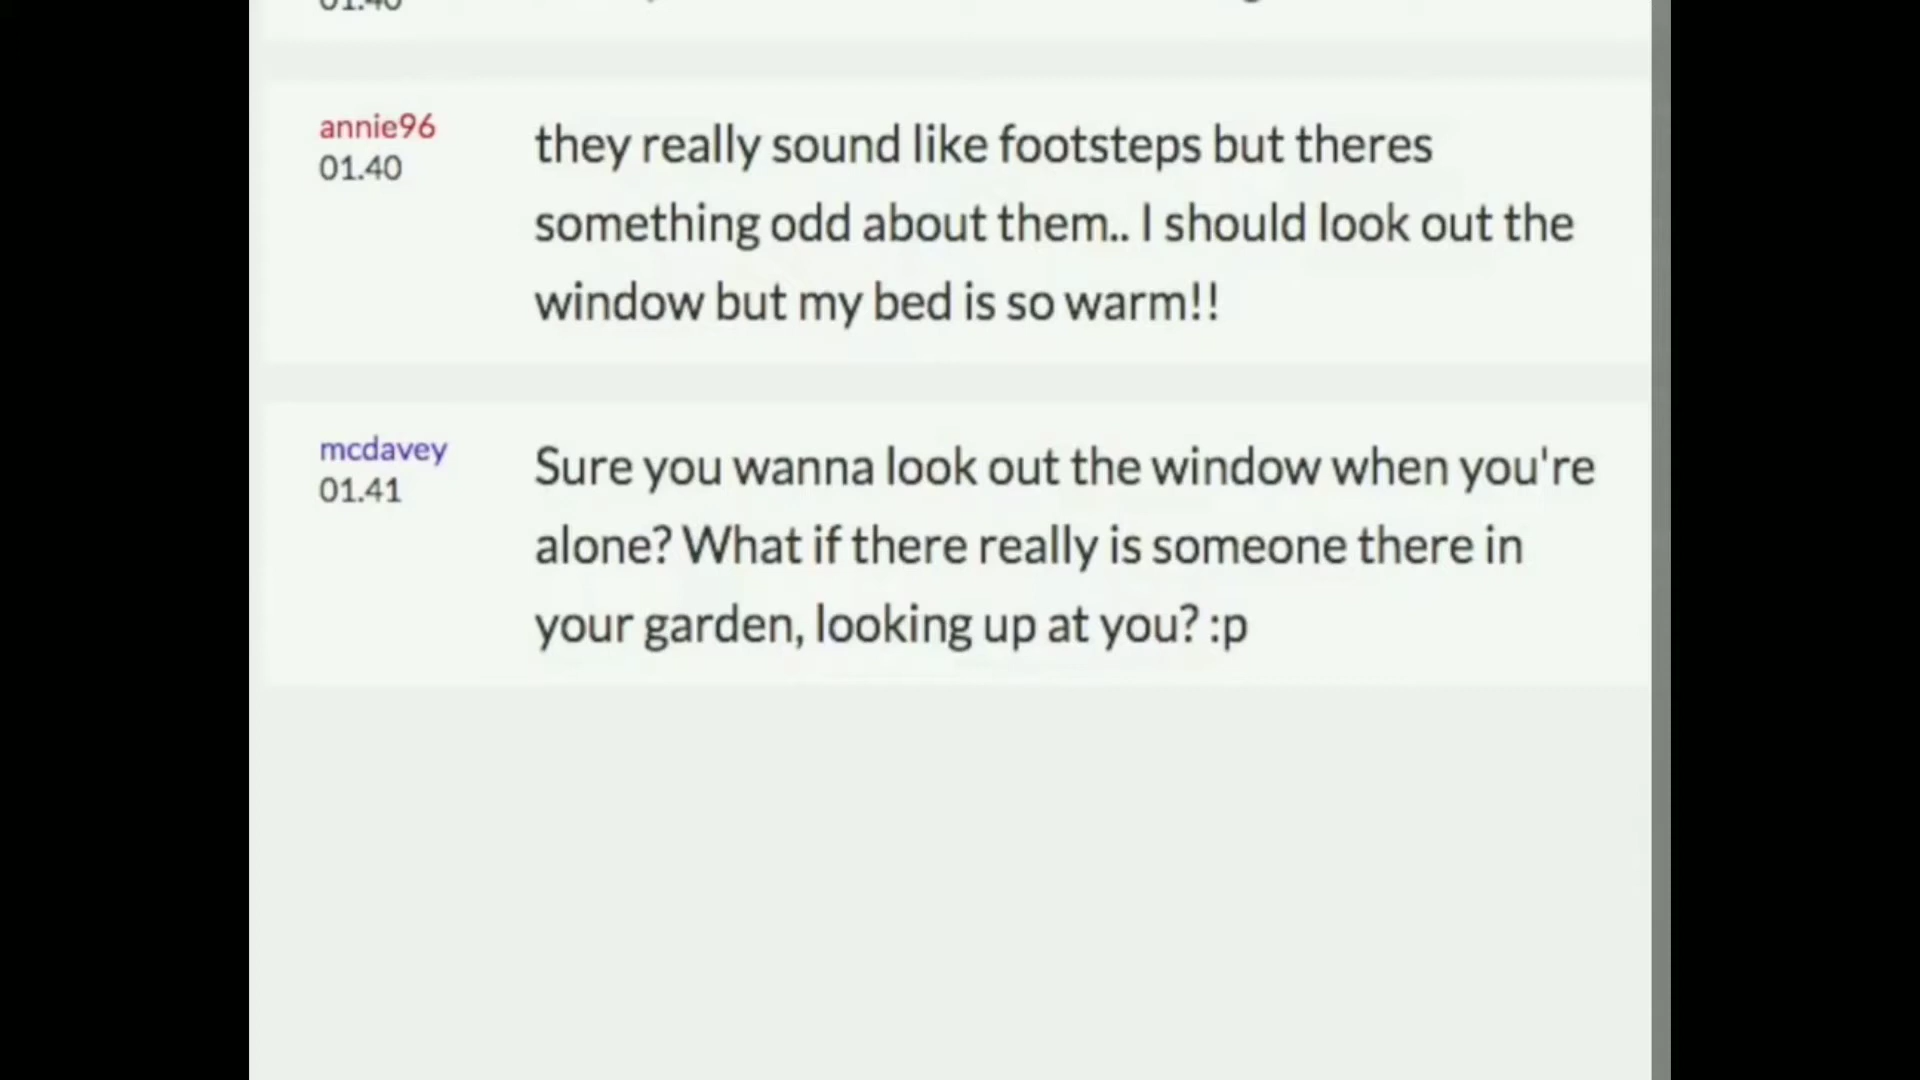 01.40
annie96
01.40
they really sound like footsteps but theres
something odd about them.. I should look out the
window but my bed is so warm!!
mcdavey
01.41
Sure you wanna look out the window when you're
alone? What if there really is someone there in
your garden, looking up at you? :p